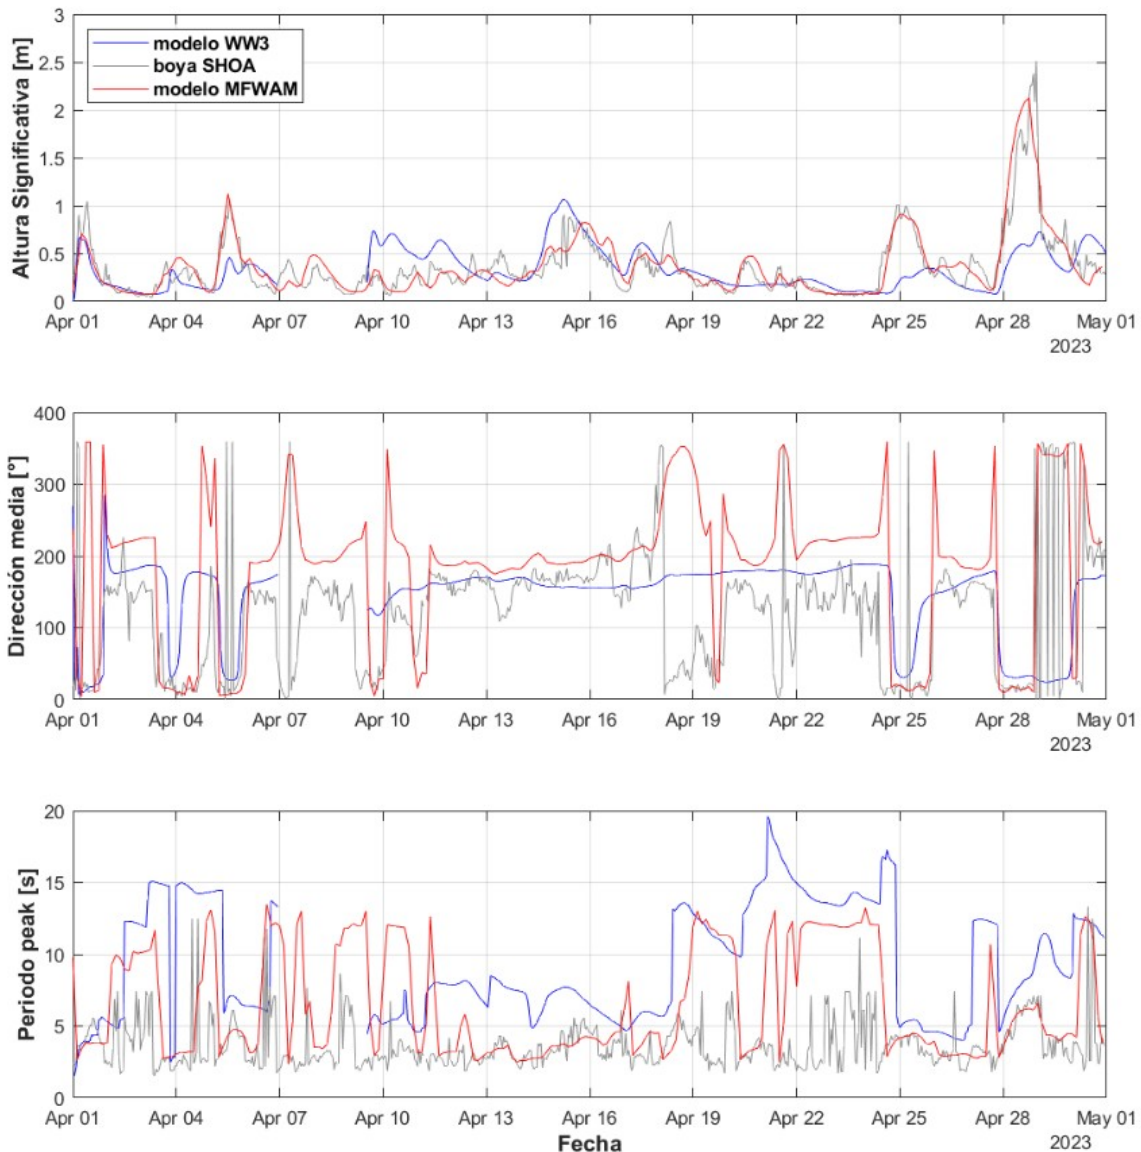 3
2.5
2
1.5
1
0.5
0
Altura Significativa [m]
modelo WW3
boya SHOA
modelo MFWAM
Apr 01 Apr 04 Apr 07 Apr 10 Apr 13 Apr 16 Apr 19 Apr 22 Apr 25 Apr 28 May 01
2023
400
300
200
100
0
Dirección media [°]
Apr 01 Apr 04 Apr 07 Apr 10 Apr 13 Apr 16 Apr 19 Apr 22 Apr 25 Apr 28 May 01
2023
20
15
10
5
0
Periodo peak [s]
Apr 01 Apr 04 Apr 07 Apr 10 Apr 13 Apr 16 Apr 19 Apr 22 Apr 25 Apr 28 May 01
Fecha
2023